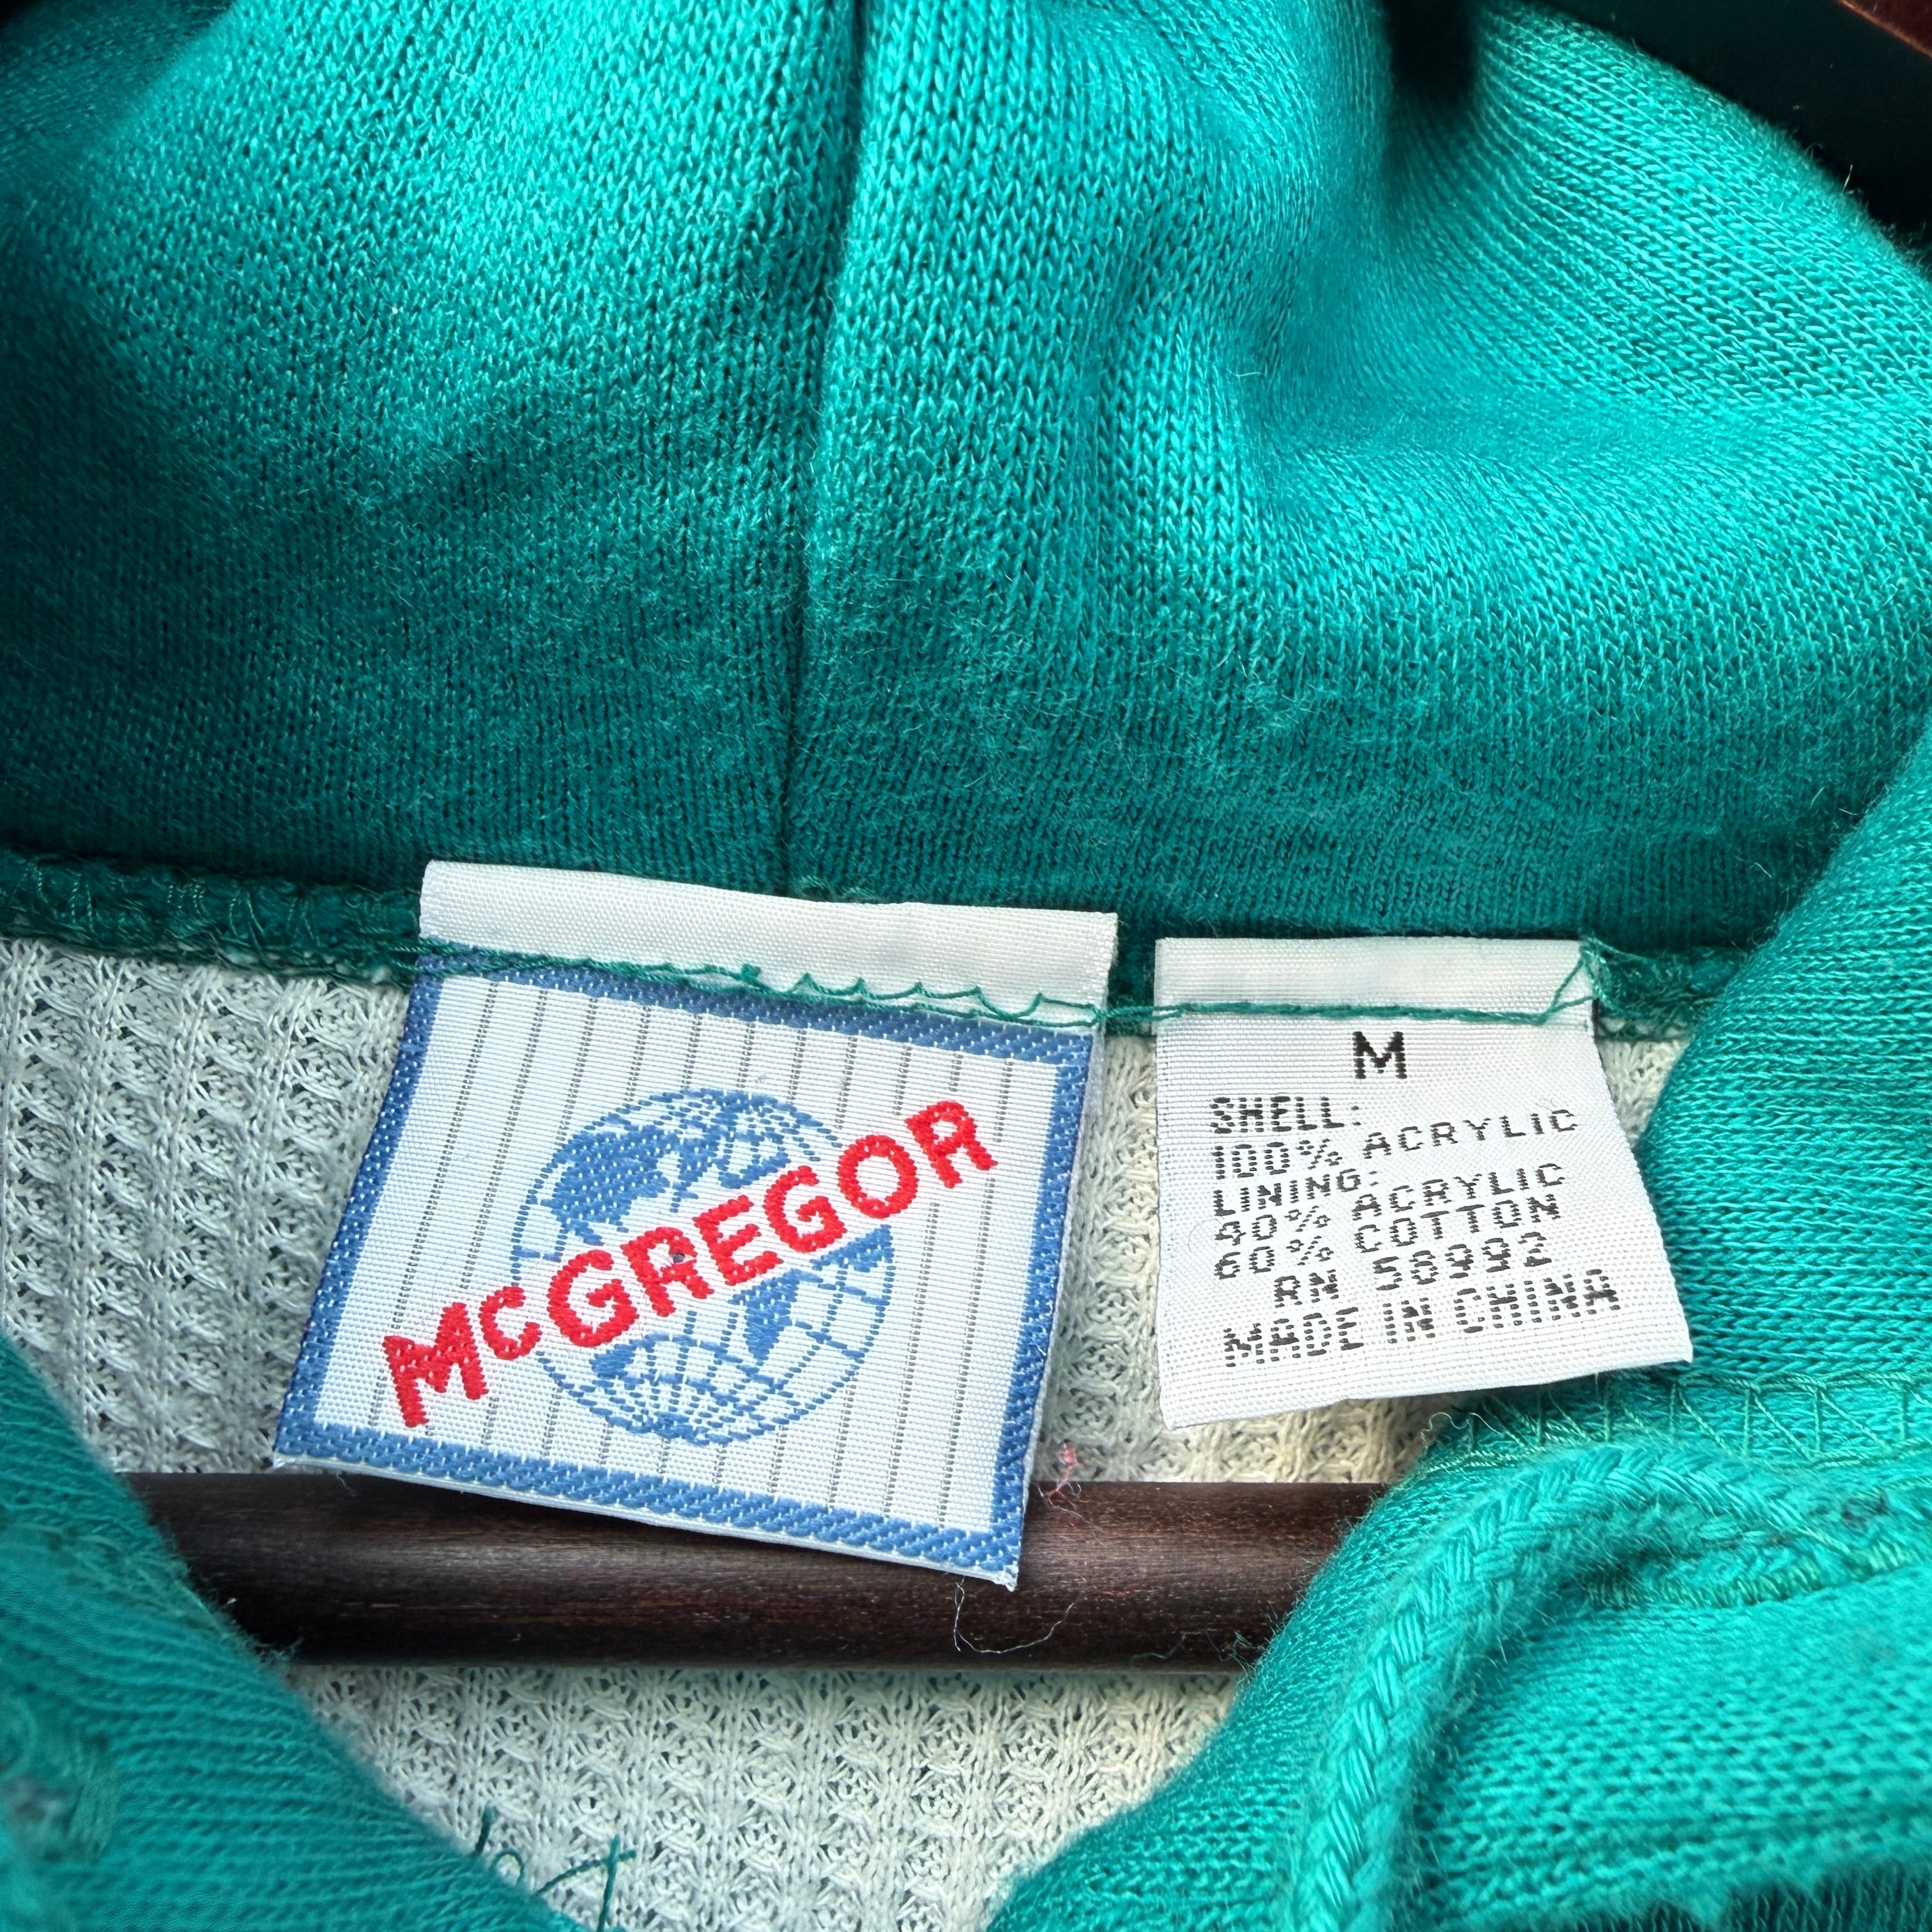 McGREGOR
M
SHELL:
100% ACRYLIC
LINING:
40% ACRYLIC
60% COTTON
RN 58992
MADE IN CHINA